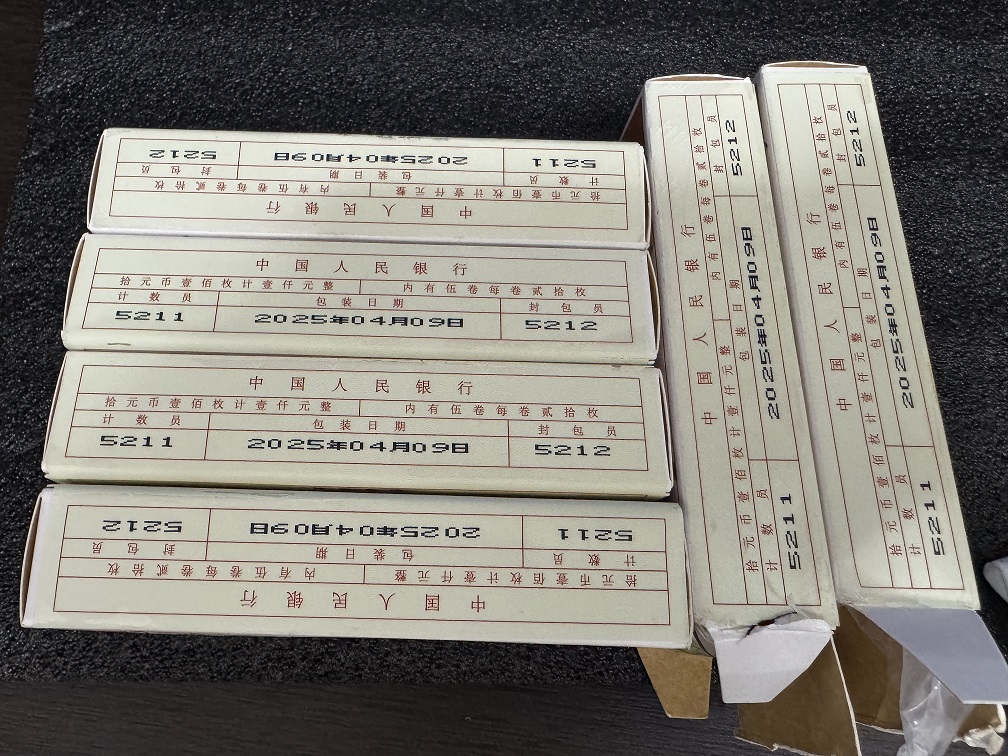 中国人民银行
拾元币壹佰枚计壹仟元整 内有伍卷每卷贰拾枚
计数员 包装日期 封包员
5211 2025年04月09日 5212
中国人民银行
拾元币壹佰枚计壹仟元整 内有伍卷每卷贰拾枚
计数员 包装日期 封包员
5211 2025年04月09日 5212
中国人民银行
拾元币壹佰枚计壹仟元整 内有伍卷每卷贰拾枚
计数员 包装日期 封包员
5211 2025年04月09日 5212
中国人民银行
拾元币壹佰枚计壹仟元整 内有伍卷每卷贰拾枚
计数员 包装日期 封包员
5211 2025年04月09日 5212
中国人民银行
拾元币壹佰枚计壹仟元整 内有伍卷每卷贰拾枚
计数员 包装日期 封包员
5211 2025年04月09日 5212
中国人民银行
拾元币壹佰枚计壹仟元整 内有伍卷每卷贰拾枚
计数员 包装日期 封包员
5211 2025年04月09日 5212